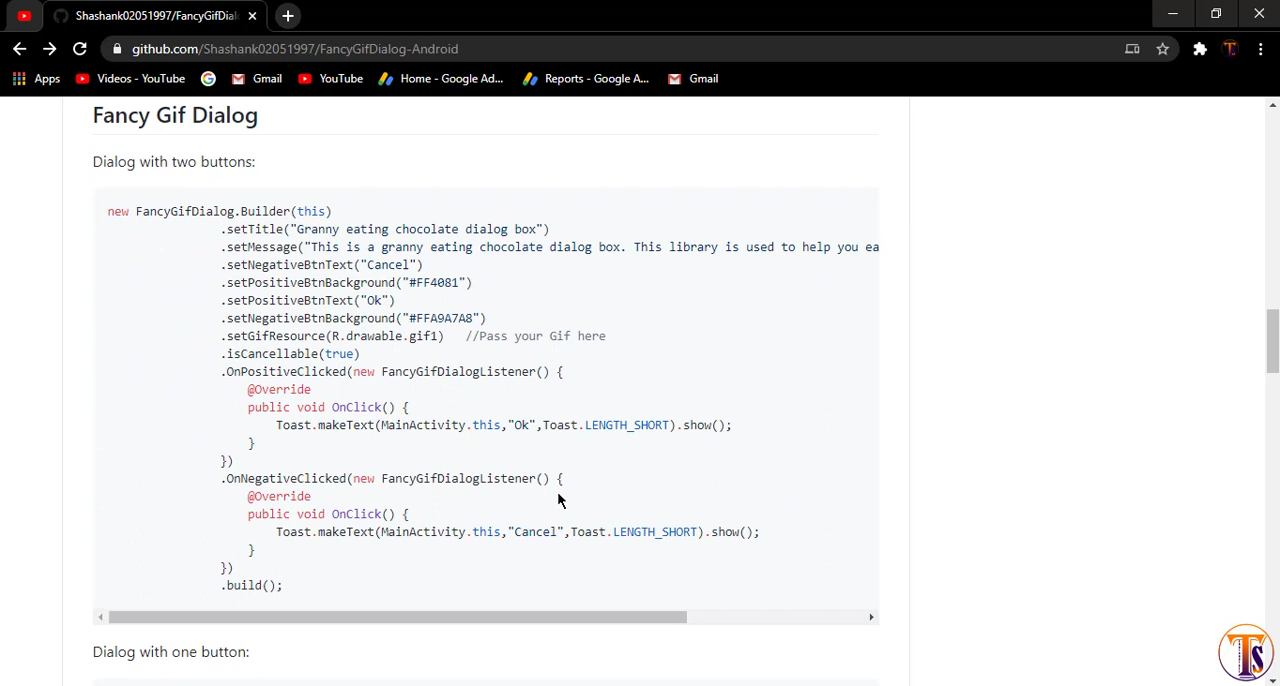 Shashank02051997/FancyGifDial
github.com/Shashank02051997/FancyGifDialog-Android
Apps
Videos - YouTube
Gmail
YouTube
Home - Google Ad...
Reports - Google A...
Gmail
Fancy Gif Dialog
Dialog with two buttons:
new FancyGifDialog.Builder(this)
.setTitle("Granny eating chocolate dialog box")
.setMessage("This is a granny eating chocolate dialog box. This library is used to help you ea
.setNegativeBtnText("Cancel")
.setPositiveBtnBackground("#FF4081")
.setPositiveBtnText("Ok")
.setNegativeBtnBackground("#FFA9A7A8")
.setGifResource(R.drawable.gif1)   //Pass your Gif here
.isCancellable(true)
.OnPositiveClicked(new FancyGifDialogListener() {
@Override
public void OnClick() {
Toast.makeText(MainActivity.this,"Ok",Toast.LENGTH_SHORT).show();
}
})
.OnNegativeClicked(new FancyGifDialogListener() {
@Override
public void OnClick() {
Toast.makeText(MainActivity.this,"Cancel",Toast.LENGTH_SHORT).show();
}
})
.build();
Dialog with one button:
TS